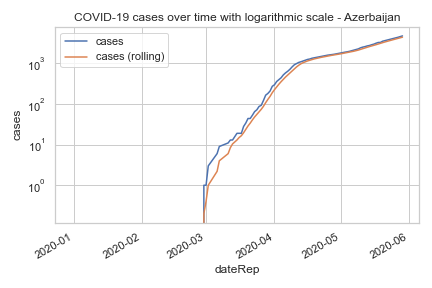 COVID-19 cases over time with logarithmic scale - Azerbaijan
cases
cases (rolling)
10³
10²
10¹
10⁰
cases
2020-01
2020-02
2020-03
2020-04
2020-05
2020-06
dateRep